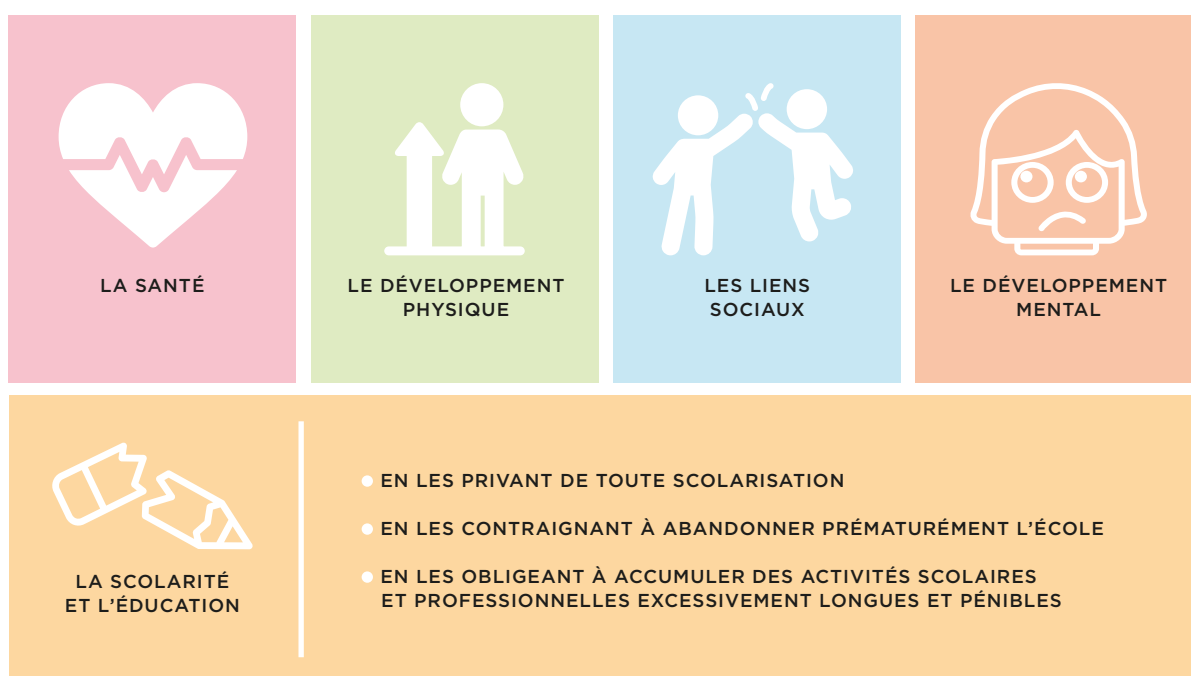 LA SANTÉ
LE DÉVELOPPEMENT
PHYSIQUE
LES LIENS
SOCIAUX
LE DÉVELOPPEMENT
MENTAL
LA SCOLARITÉ
ET L’ÉDUCATION
EN LES PRIVANT DE TOUTE SCOLARISATION
EN LES CONTRAIGNANT À ABANDONNER PRÉMATURÉMENT L’ÉCOLE
EN LES OBLIGEANT À ACCUMULER DES ACTIVITÉS SCOLAIRES
ET PROFESSIONNELLES EXCESSIVEMENT LONGUES ET PÉNIBLES